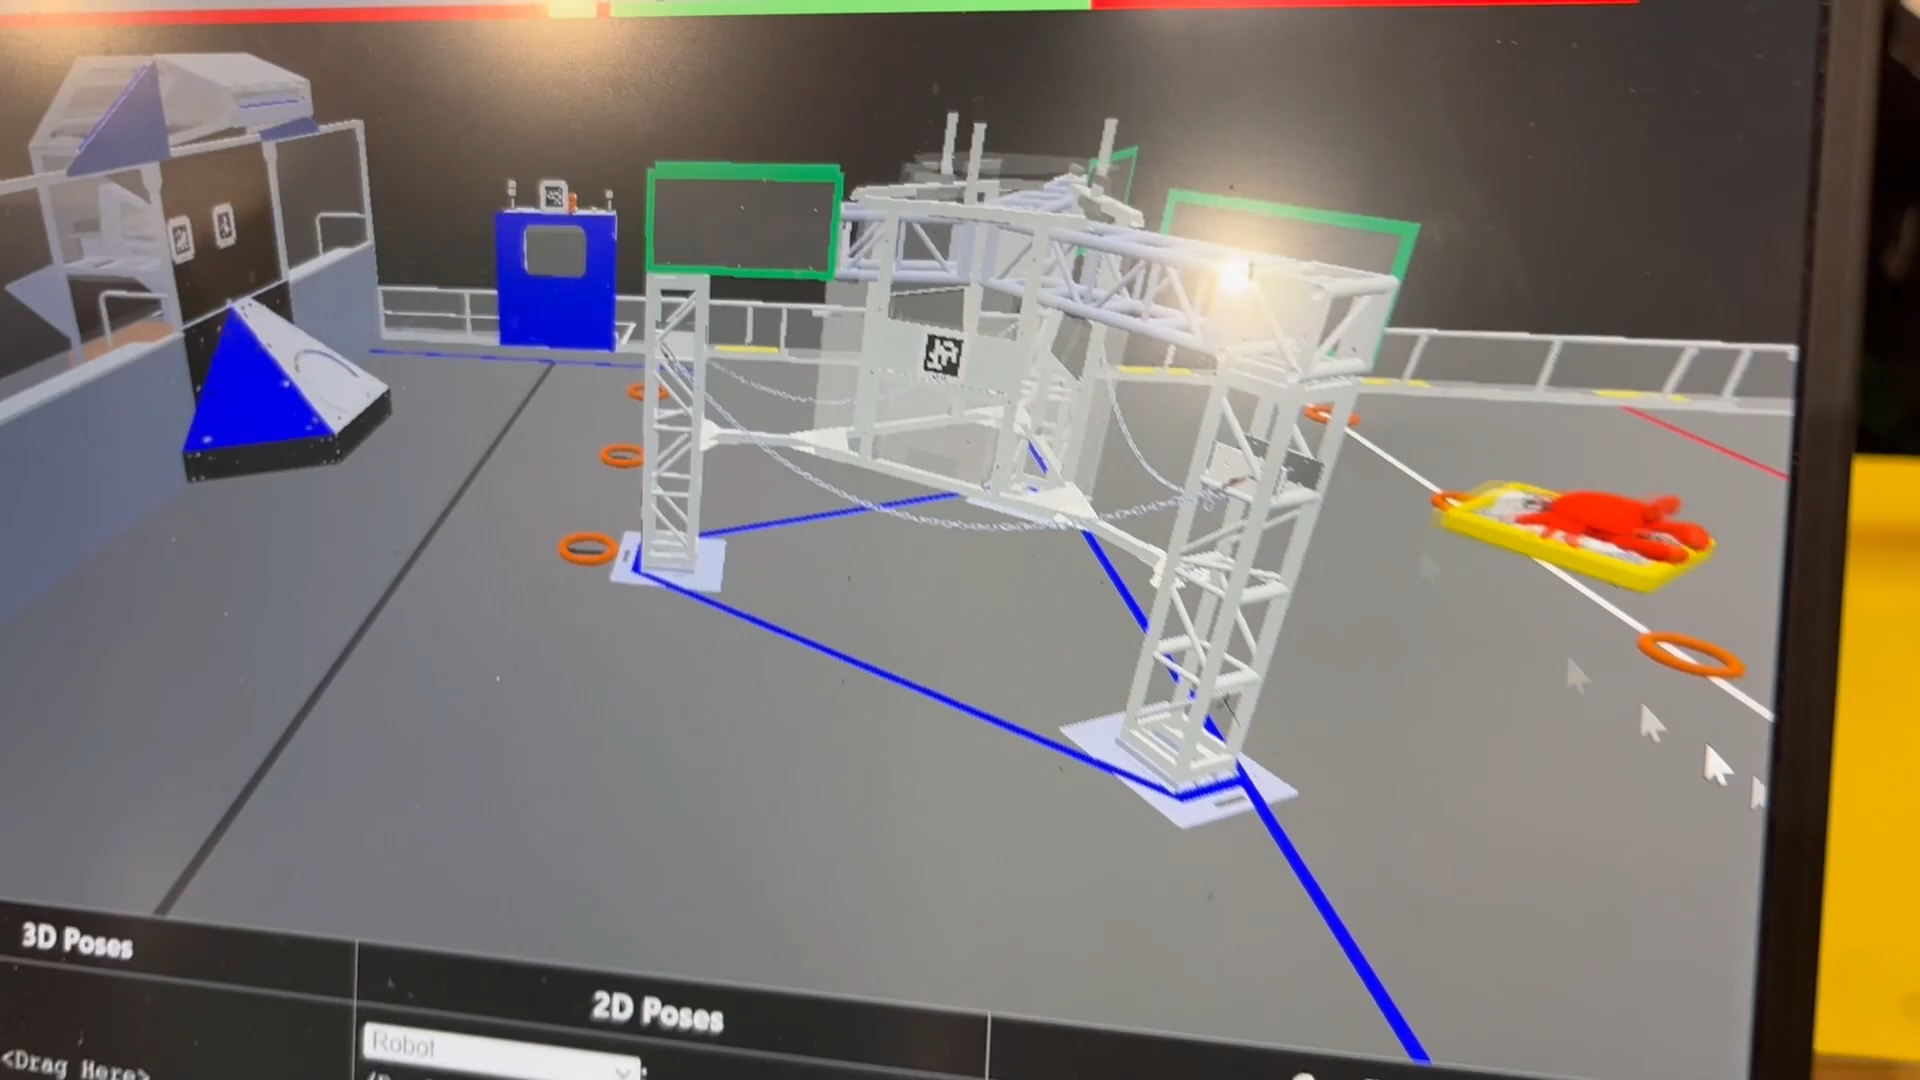 3D Poses
2D Poses
Robot
<Drag Here>